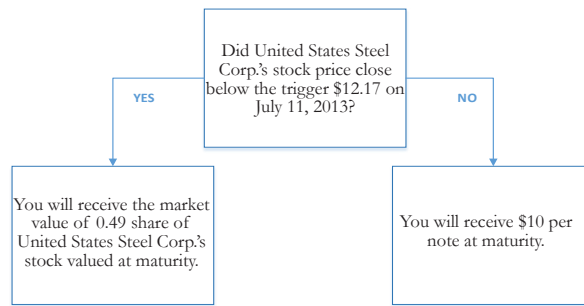 Did United States Steel
Corp.'s stock price close
below the trigger $12.17 on
July 11, 2013?
YES
NO
You will receive the market
value of 0.49 share of
United States Steel Corp.'s
stock valued at maturity.
You will receive $10 per
note at maturity.